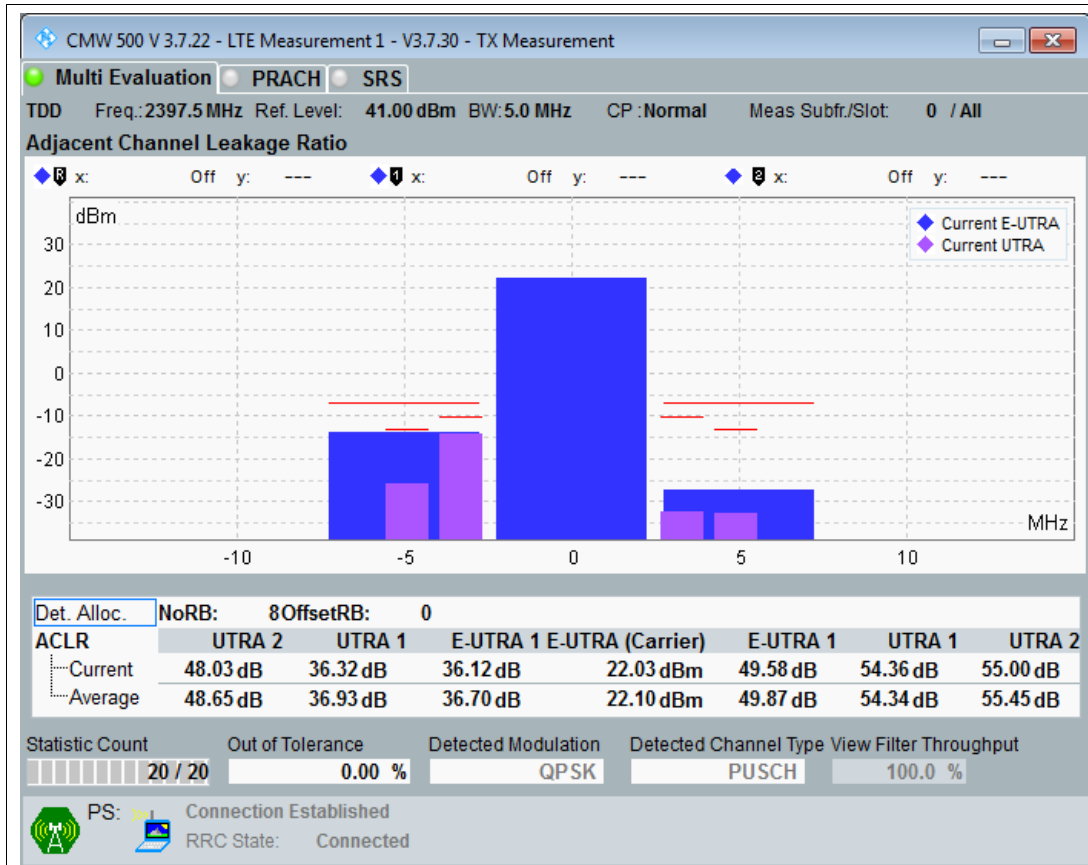 CMW 500 V 3.7.22 - LTE Measurement 1 - V3.7.30 - TX Measurement
Multi Evaluation PRACH SRS
TDD Freq.: 2397.5 MHz Ref. Level: 41.00 dBm BW: 5.0 MHz CP : Normal Meas Subfr./Slot: 0 / All
Adjacent Channel Leakage Ratio
R x: Off y: --- 1 x: Off y: --- 2 x: Off y: ---
dBm
Current E-UTRA
Current UTRA
30
20
10
0
-10
-20
-30
MHz
-10 -5 0 5 10
Det. Alloc. NoRB: 8 OffsetRB: 0
ACLR UTRA 2 UTRA 1 E-UTRA 1 E-UTRA (Carrier) E-UTRA 1 UTRA 1 UTRA 2
Current 48.03 dB 36.32 dB 36.12 dB 22.03 dBm 49.58 dB 54.36 dB 55.00 dB
Average 48.65 dB 36.93 dB 36.70 dB 22.10 dBm 49.87 dB 54.34 dB 55.45 dB
Statistic Count Out of Tolerance Detected Modulation Detected Channel Type View Filter Throughput
20 / 20 0.00 % QPSK PUSCH 100.0 %
PS: Connection Established
RRC State: Connected